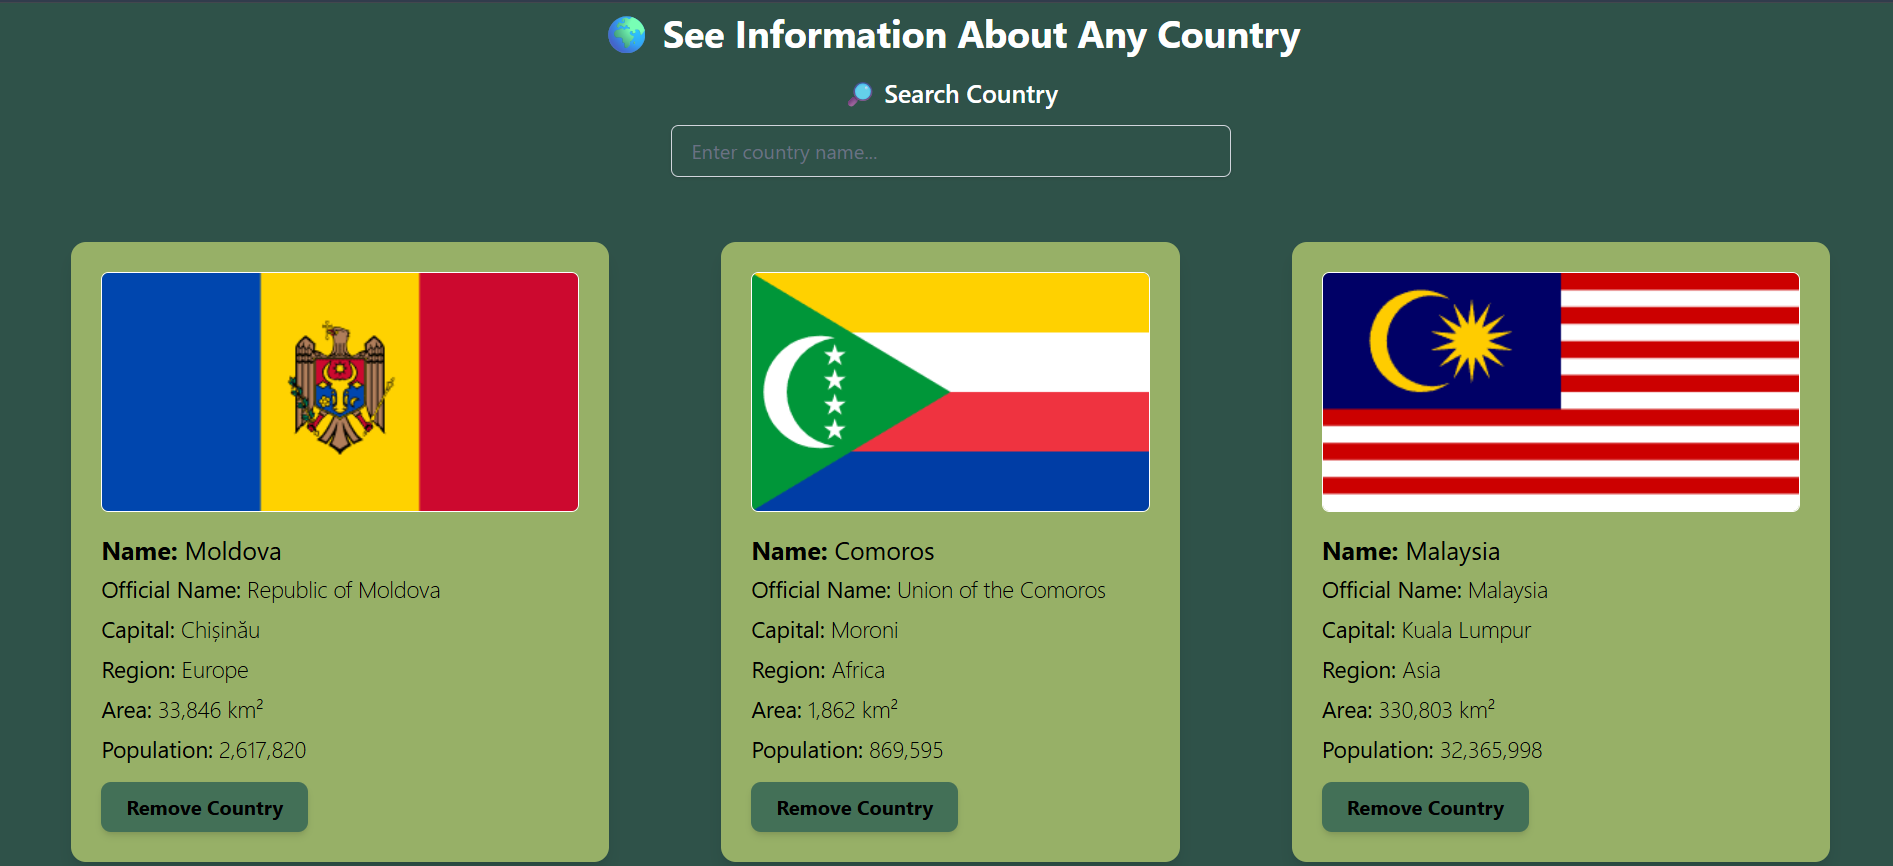 🌍 See Information About Any Country
🔎 Search Country
Enter country name...
Name: Moldova
Official Name: Republic of Moldova
Capital: Chișinău
Region: Europe
Area: 33,846 km²
Population: 2,617,820
Remove Country
Name: Comoros
Official Name: Union of the Comoros
Capital: Moroni
Region: Africa
Area: 1,862 km²
Population: 869,595
Remove Country
Name: Malaysia
Official Name: Malaysia
Capital: Kuala Lumpur
Region: Asia
Area: 330,803 km²
Population: 32,365,998
Remove Country